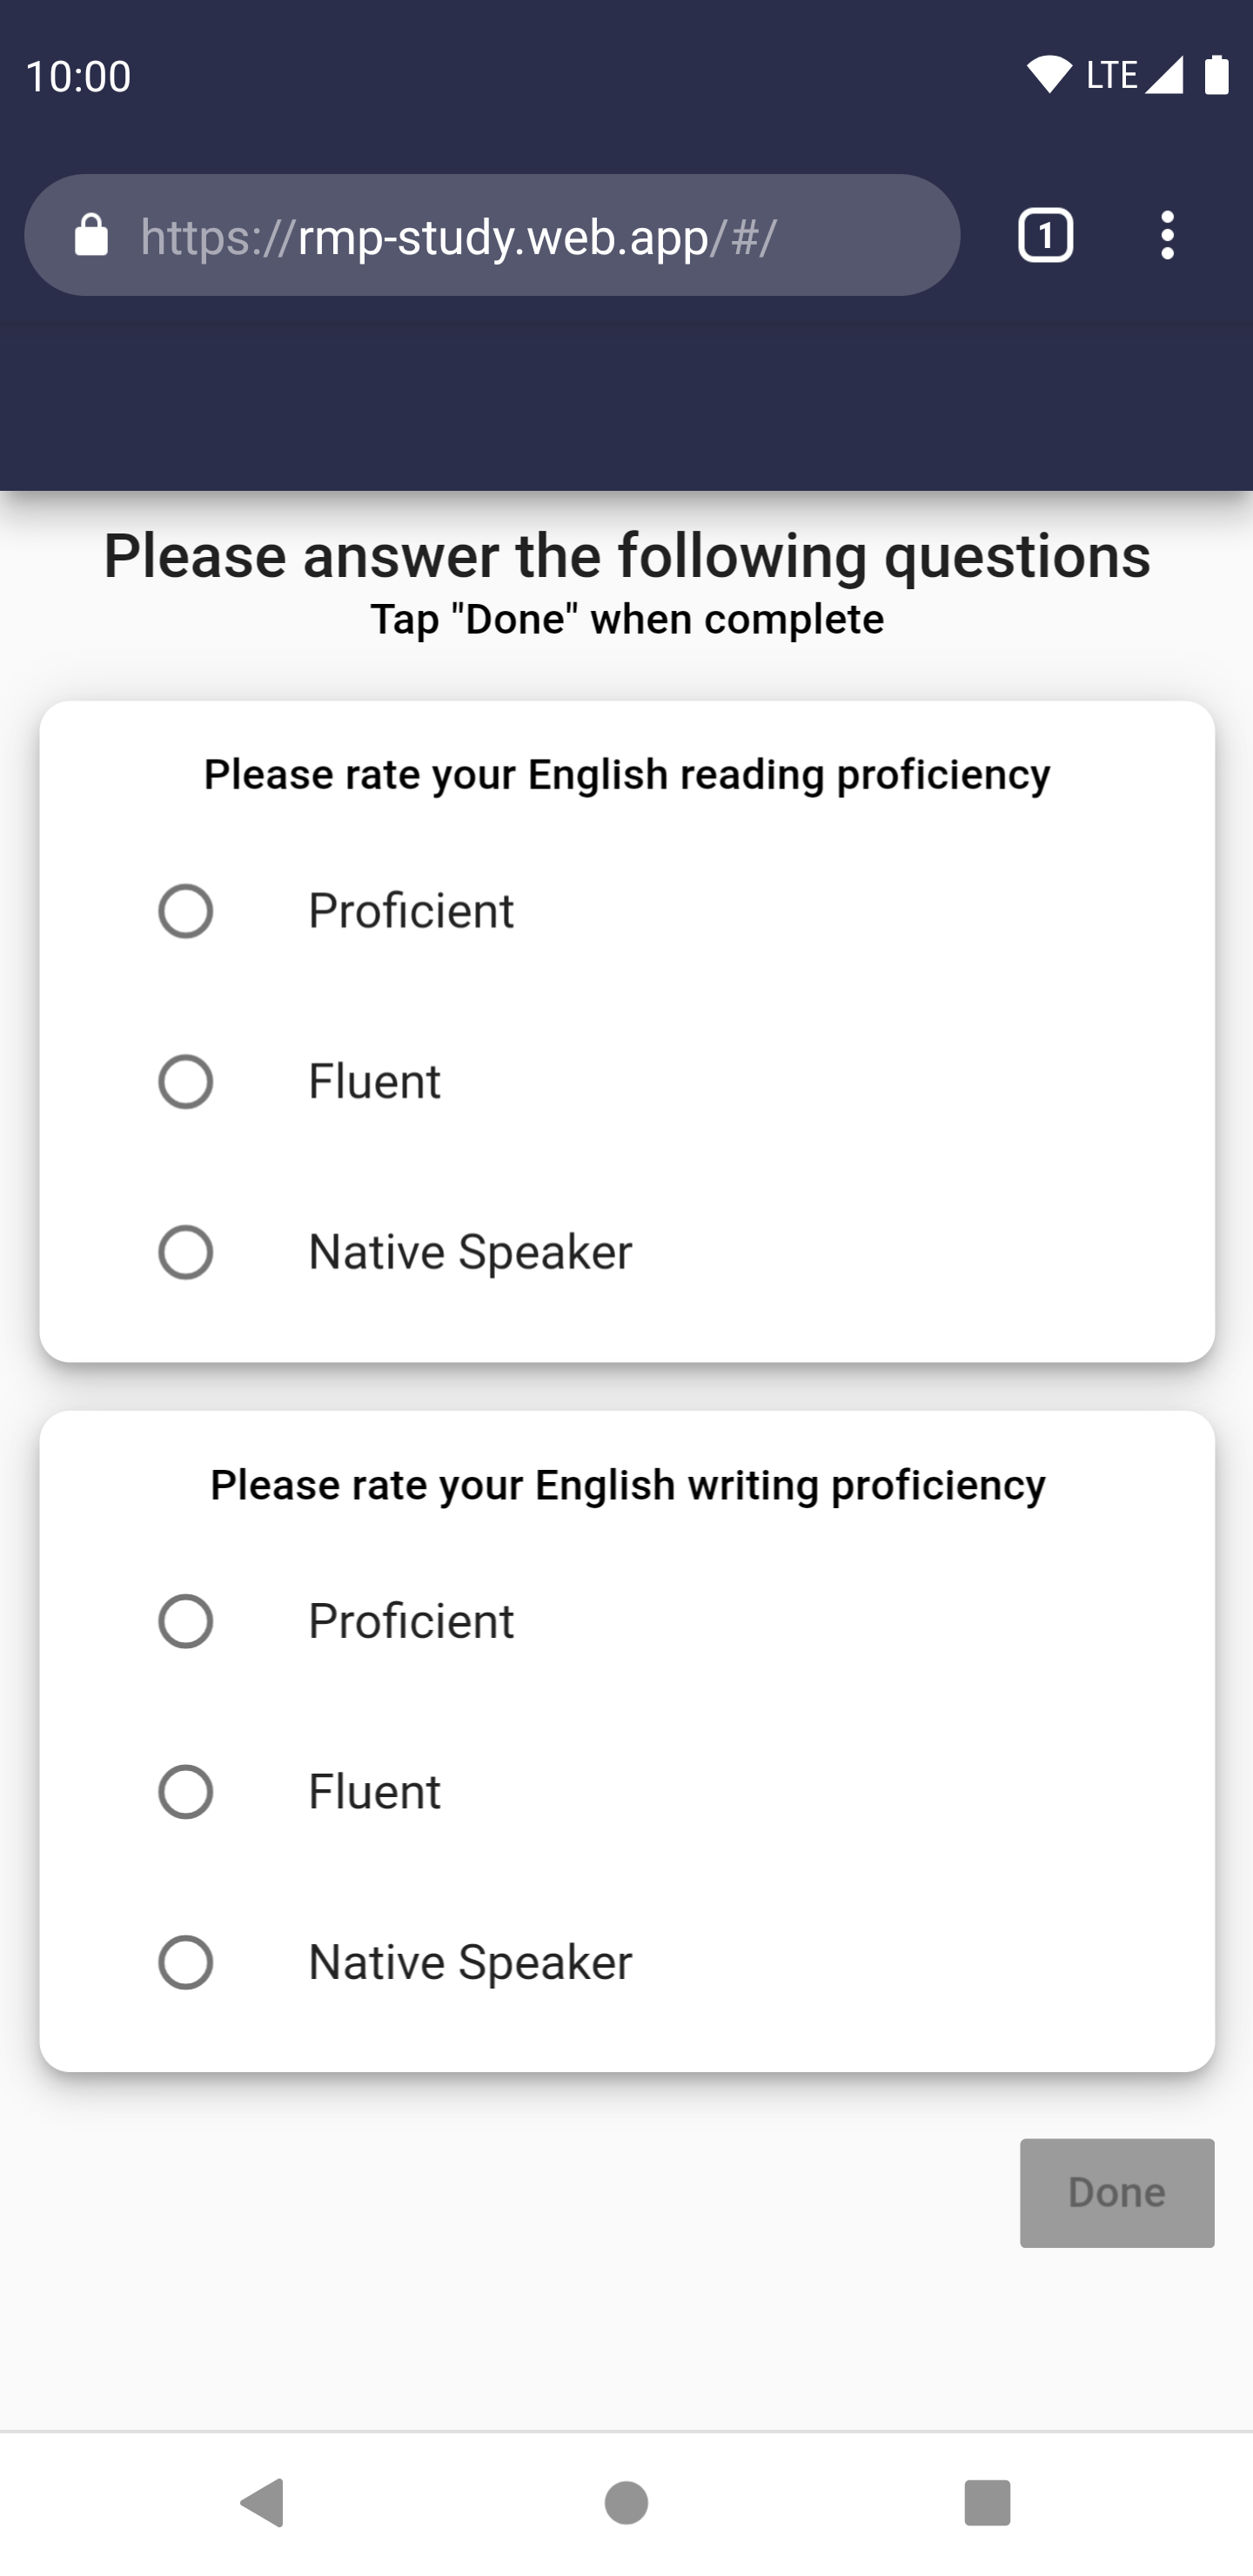 10:00
LTE
https://rmp-study.web.app/#/
1
Please answer the following questions
Tap "Done" when complete
Please rate your English reading proficiency
Proficient
Fluent
Native Speaker
Please rate your English writing proficiency
Proficient
Fluent
Native Speaker
Done